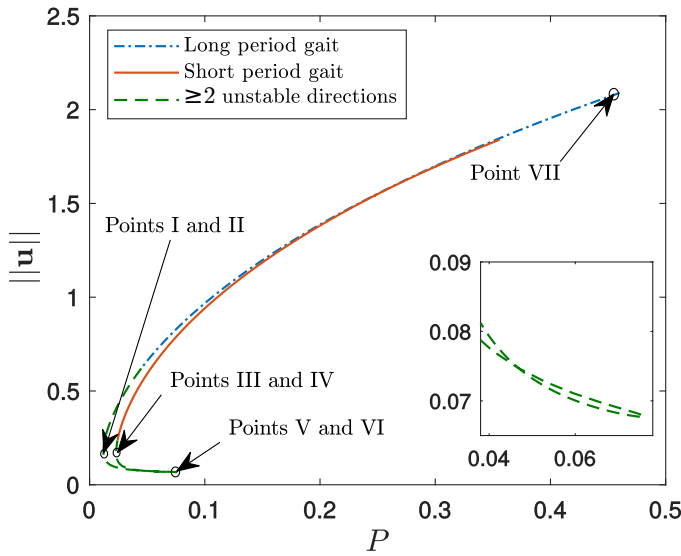 2.5
Long period gait
Short period gait
≥2 unstable directions
2
Point VII
1.5
Points I and II
||u||
0.09
1
0.08
Points III and IV
0.5
0.07
Points V and VI
0.04 0.06
0
0 0.1 0.2 0.3 0.4 0.5
P